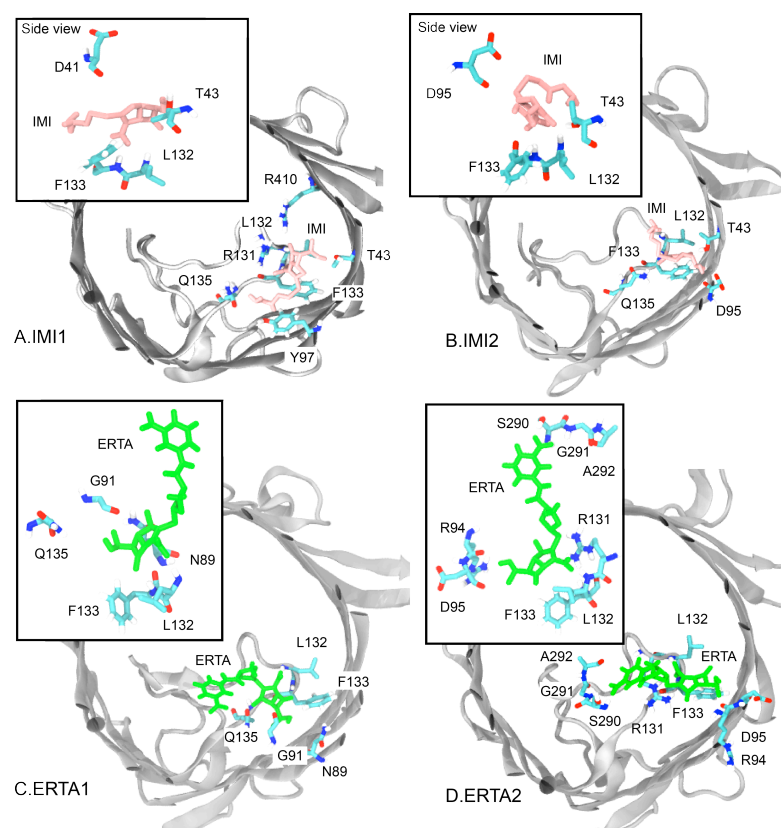 Side view
D41
IMI
T43
L132
F133
R410
L132
IMI
R131
T43
Q135
F133
A.IMI1
Y97
Side view
IMI
D95
T43
F133
L132
IMI
L132
T43
F133
Q135
D95
B.IMI2
ERTA
G91
Q135
N89
F133
L132
L132
ERTA
F133
Q135
G91
N89
C.ERTA1
S290
G291
A292
ERTA
R94
R131
D95
F133
L132
L132
A292
ERTA
G291
S290
F133
R131
D95
R94
D.ERTA2